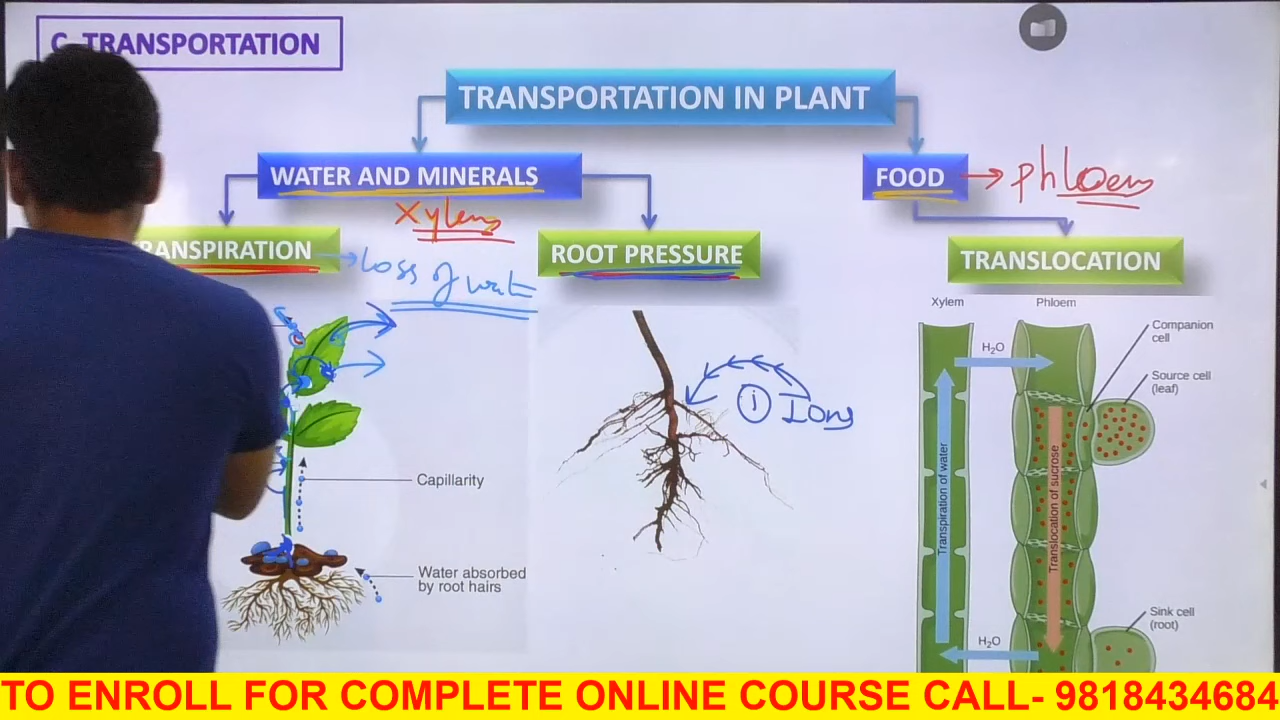 C. TRANSPORTATION
TRANSPORTATION IN PLANT
WATER AND MINERALS
Xylem
FOOD → phloem
RANSPIRATION → Loss of wate
ROOT PRESSURE
TRANSLOCATION
Xylem
Phloem
Companion
cell
H₂O
Source cell
(leaf)
① Ions
Capillarity
Transpiration of water
Translocation of sucrose
Water absorbed
by root hairs
Sink cell
(root)
H₂O
TO ENROLL FOR COMPLETE ONLINE COURSE CALL- 9818434684